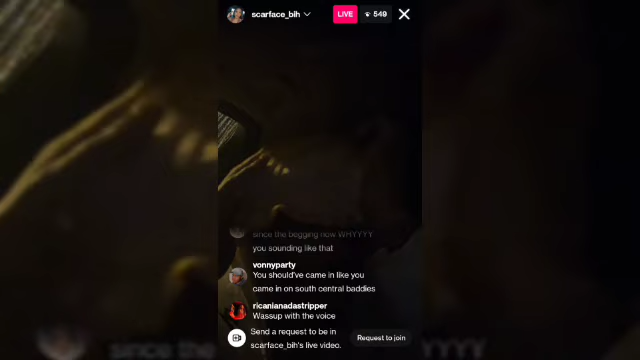 scarface_bih
LIVE
549
since the begging now WHYYYY
you sounding like that
vonnyparty
You should've came in like you
came in on south central baddies
ricanianadastripper
Wassup with the voice
Send a request to be in
scarface_bih's live video.
Request to join